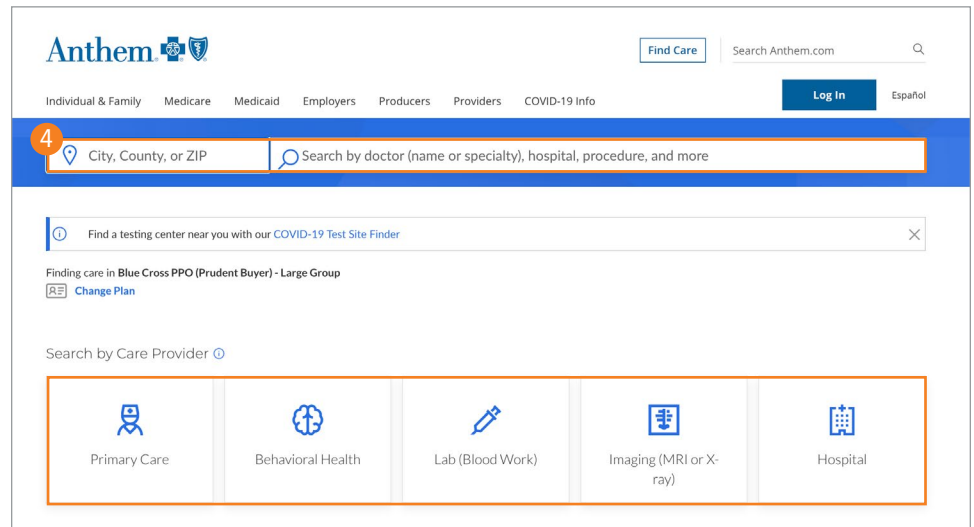 Anthem
Find Care
Search Anthem.com
Individual & Family Medicare Medicaid Employers Producers Providers COVID-19 Info
Log In
Español
4
City, County, or ZIP
Search by doctor (name or specialty), hospital, procedure, and more
Find a testing center near you with our COVID-19 Test Site Finder
Finding care in Blue Cross PPO (Prudent Buyer) - Large Group
Change Plan
Search by Care Provider
Primary Care
Behavioral Health
Lab (Blood Work)
Imaging (MRI or X-
ray)
Hospital